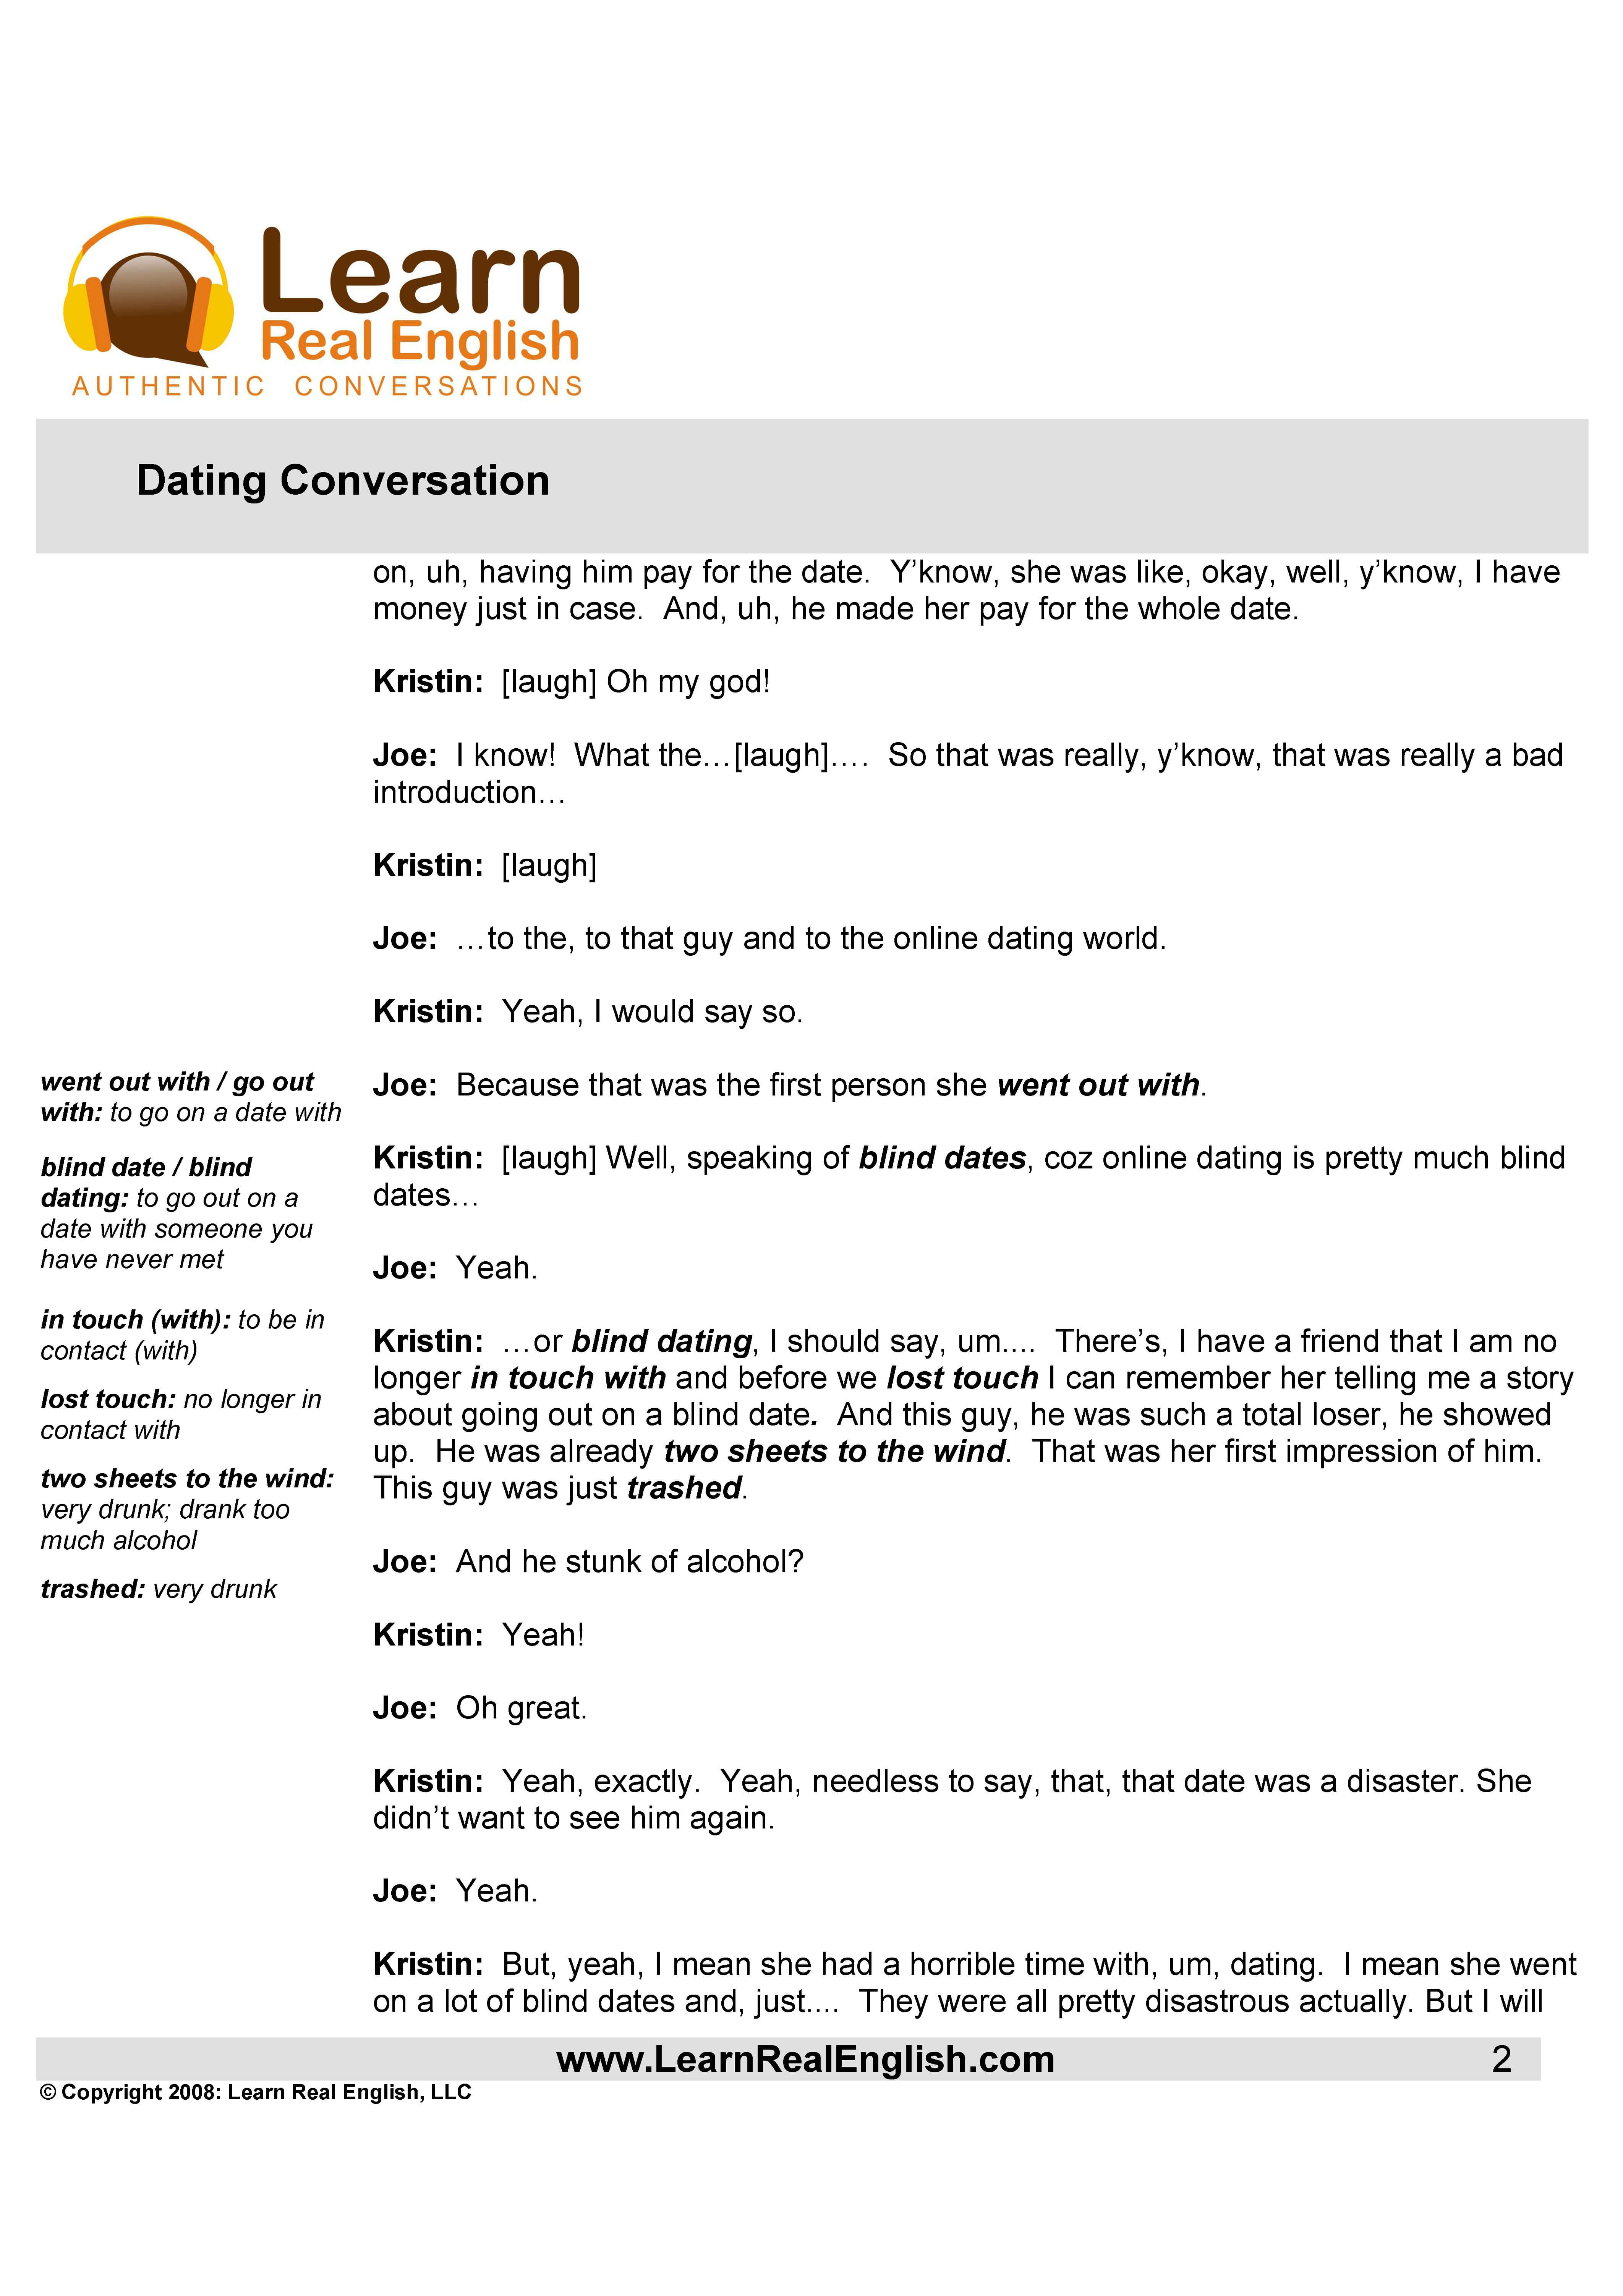 Learn
Real English
AUTHENTIC CONVERSATIONS
Dating Conversation
on, uh, having him pay for the date.  Y’know, she was like, okay, well, y’know, I have
money just in case.  And, uh, he made her pay for the whole date.
Kristin:  [laugh] Oh my god!
Joe:  I know!  What the…[laugh]….  So that was really, y’know, that was really a bad
introduction…
Kristin:  [laugh]
Joe:  …to the, to that guy and to the online dating world.
Kristin:  Yeah, I would say so.
went out with / go out
with: to go on a date with
Joe:  Because that was the first person she went out with.
blind date / blind
dating: to go out on a
date with someone you
have never met
Kristin:  [laugh] Well, speaking of blind dates, coz online dating is pretty much blind
dates…
Joe:  Yeah.
in touch (with): to be in
contact (with)
lost touch: no longer in
contact with
two sheets to the wind:
very drunk; drank too
much alcohol
trashed: very drunk
Kristin:  …or blind dating, I should say, um....  There’s, I have a friend that I am no
longer in touch with and before we lost touch I can remember her telling me a story
about going out on a blind date.  And this guy, he was such a total loser, he showed
up.  He was already two sheets to the wind.  That was her first impression of him.
This guy was just trashed.
Joe:  And he stunk of alcohol?
Kristin:  Yeah!
Joe:  Oh great.
Kristin:  Yeah, exactly.  Yeah, needless to say, that, that date was a disaster. She
didn’t want to see him again.
Joe:  Yeah.
Kristin:  But, yeah, I mean she had a horrible time with, um, dating.  I mean she went
on a lot of blind dates and, just....  They were all pretty disastrous actually. But I will
www.LearnRealEnglish.com 2
© Copyright 2008: Learn Real English, LLC